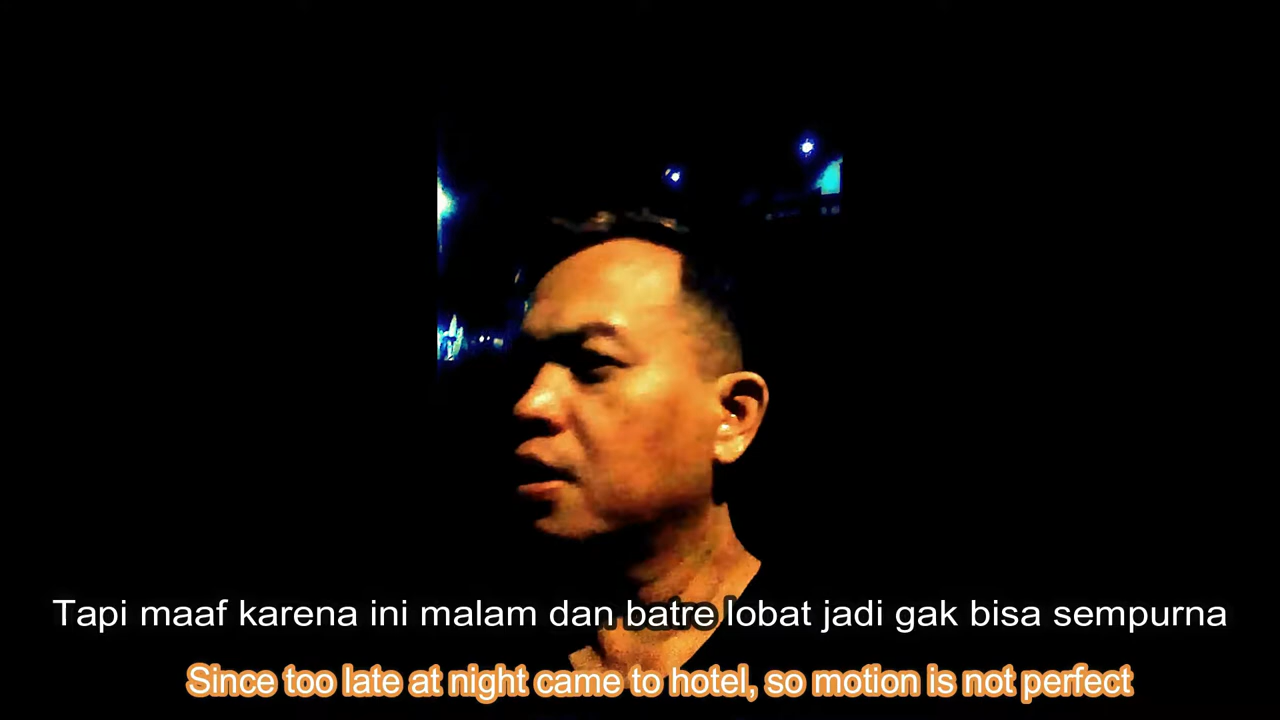 Tapi maaf karena ini malam dan batre lobat jadi gak bisa sempurna
Since too late at night came to hotel, so motion is not perfect